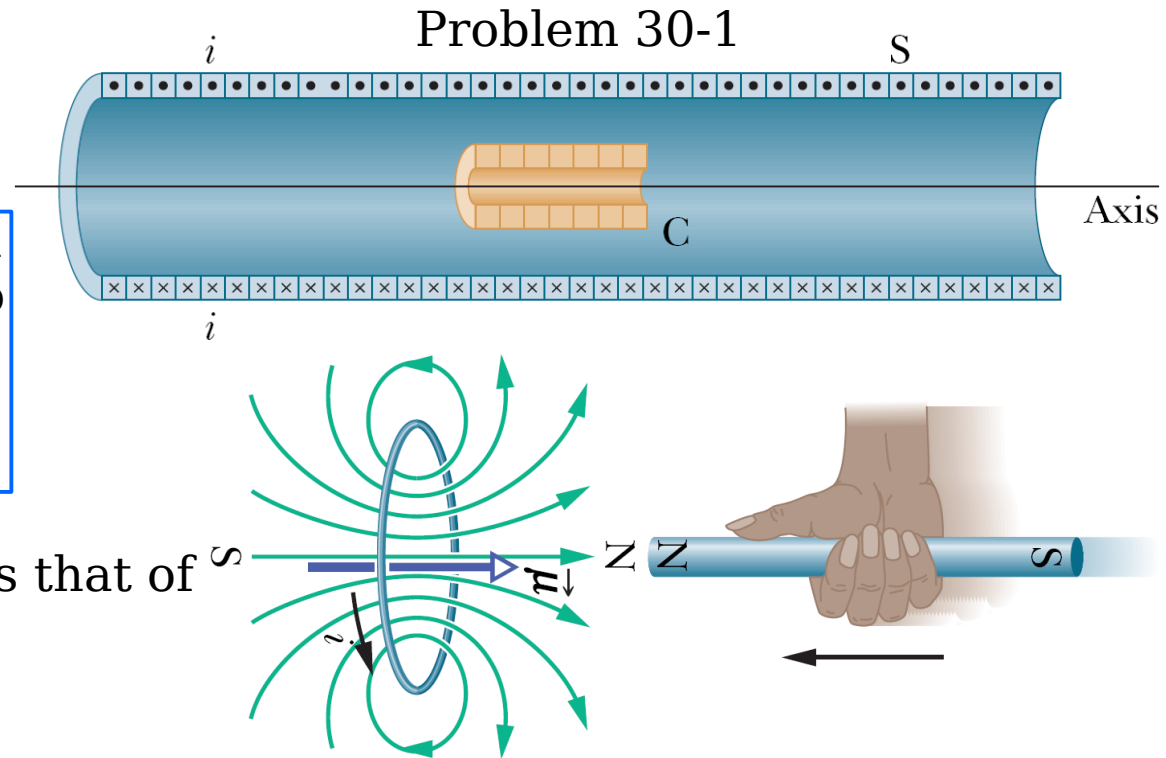 Problem 30-1
i S
Axis
C
i
s that of
S N N S
μ
i